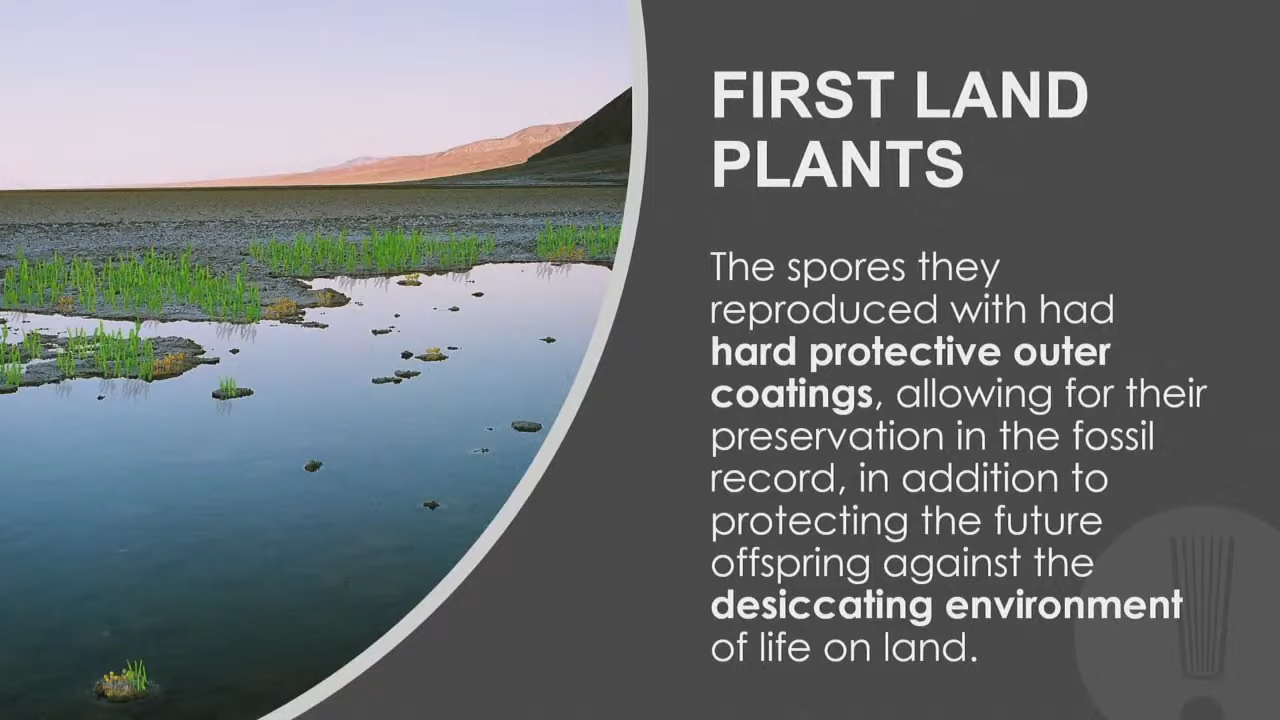 FIRST LAND
PLANTS
The spores they
reproduced with had
hard protective outer
coatings, allowing for their
preservation in the fossil
record, in addition to
protecting the future
offspring against the
desiccating environment
of life on land.